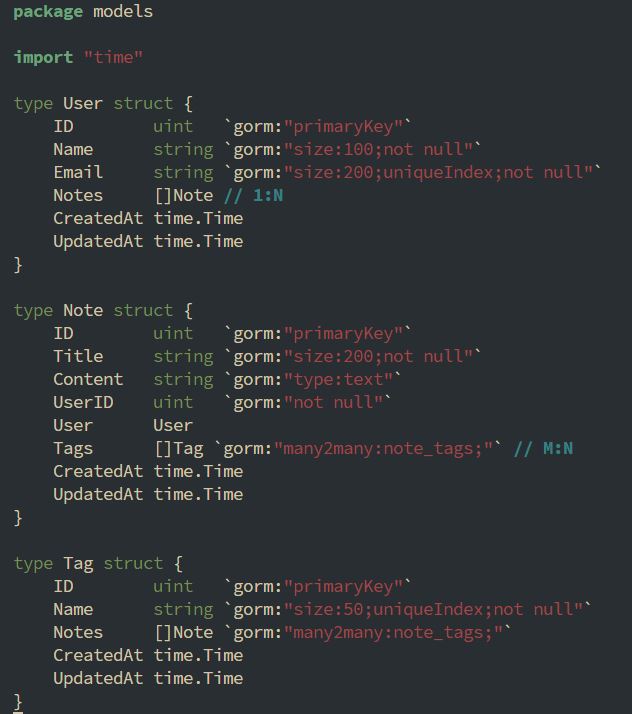 package models

import "time"

type User struct {
    ID        uint   `gorm:"primaryKey"`
    Name      string `gorm:"size:100;not null"`
    Email     string `gorm:"size:200;uniqueIndex;not null"`
    Notes     []Note // 1:N
    CreatedAt time.Time
    UpdatedAt time.Time
}

type Note struct {
    ID        uint   `gorm:"primaryKey"`
    Title     string `gorm:"size:200;not null"`
    Content   string `gorm:"type:text"`
    UserID    uint   `gorm:"not null"`
    User      User
    Tags      []Tag `gorm:"many2many:note_tags;"` // M:N
    CreatedAt time.Time
    UpdatedAt time.Time
}

type Tag struct {
    ID        uint   `gorm:"primaryKey"`
    Name      string `gorm:"size:50;uniqueIndex;not null"`
    Notes     []Note `gorm:"many2many:note_tags;"`
    CreatedAt time.Time
    UpdatedAt time.Time
}